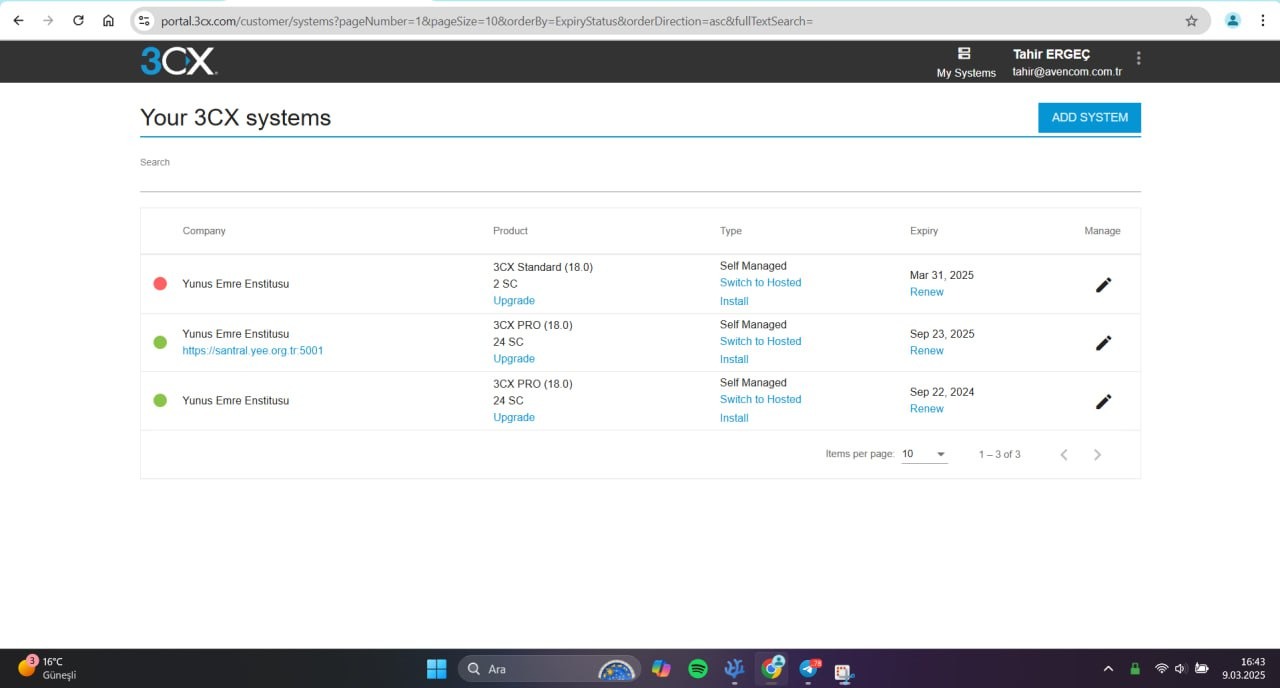 portal.3cx.com/customer/systems?pageNumber=1&pageSize=10&orderBy=ExpiryStatus&orderDirection=asc&fullTextSearch=
3CX
My Systems
Tahir ERGEÇ
tahir@avencom.com.tr
Your 3CX systems
ADD SYSTEM
Search
Company Product Type Expiry Manage
Yunus Emre Enstitusu
3CX Standard (18.0)
2 SC
Upgrade
Self Managed
Switch to Hosted
Install
Mar 31, 2025
Renew
Yunus Emre Enstitusu
https://santral.yee.org.tr:5001
3CX PRO (18.0)
24 SC
Upgrade
Self Managed
Switch to Hosted
Install
Sep 23, 2025
Renew
Yunus Emre Enstitusu
3CX PRO (18.0)
24 SC
Upgrade
Self Managed
Switch to Hosted
Install
Sep 22, 2024
Renew
Items per page: 10 1 – 3 of 3
3
16°C
Güneşli
Ara
78
16:43
9.03.2025